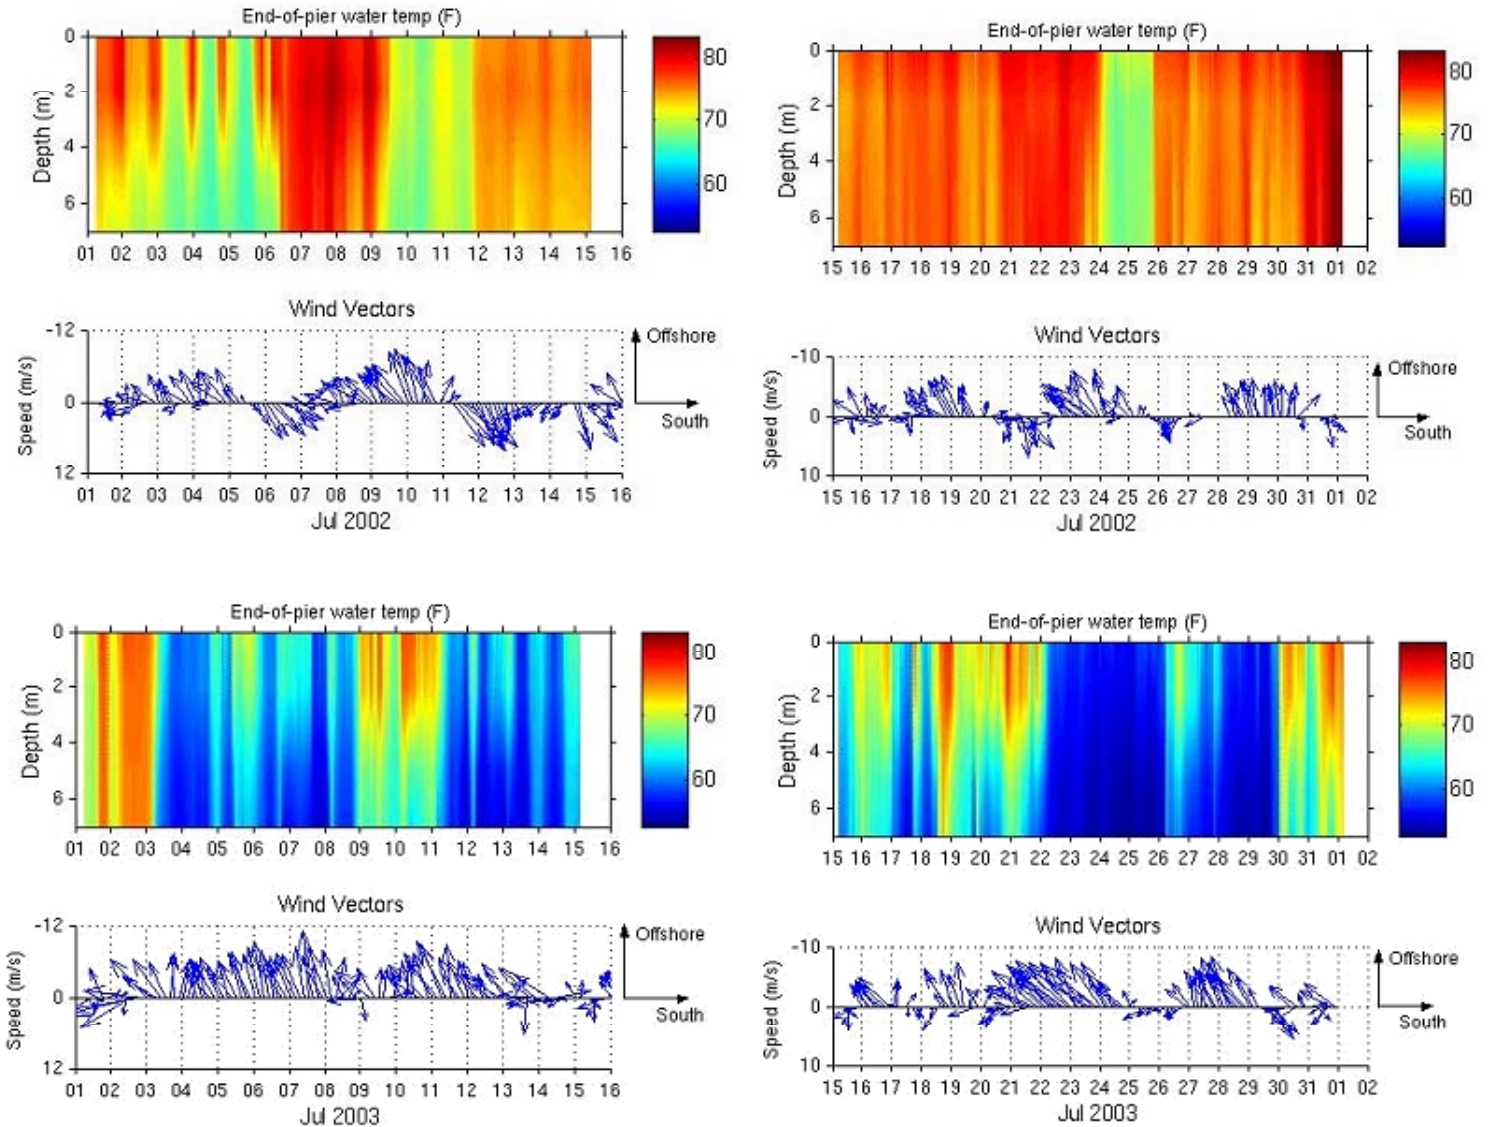 End-of-pier water temp (F)
0
2
4
6
Depth (m)
80
70
60
01 02 03 04 05 06 07 08 09 10 11 12 13 14 15 16
Wind Vectors
-12
0
12
Speed (m/s)
Offshore
South
01 02 03 04 05 06 07 08 09 10 11 12 13 14 15 16
Jul 2002
End-of-pier water temp (F)
0
2
4
6
Depth (m)
80
70
60
15 16 17 18 19 20 21 22 23 24 25 26 27 28 29 30 31 01 02
Wind Vectors
-10
0
10
Speed (m/s)
Offshore
South
15 16 17 18 19 20 21 22 23 24 25 26 27 28 29 30 31 01 02
Jul 2002
End-of-pier water temp (F)
0
2
4
6
Depth (m)
80
70
60
01 02 03 04 05 06 07 08 09 10 11 12 13 14 15 16
Wind Vectors
-12
0
12
Speed (m/s)
Offshore
South
01 02 03 04 05 06 07 08 09 10 11 12 13 14 15 16
Jul 2003
End-of-pier water temp (F)
0
2
4
6
Depth (m)
80
70
60
15 16 17 18 19 20 21 22 23 24 25 26 27 28 29 30 31 01 02
Wind Vectors
-10
0
10
Speed (m/s)
Offshore
South
15 16 17 18 19 20 21 22 23 24 25 26 27 28 29 30 31 01 02
Jul 2003